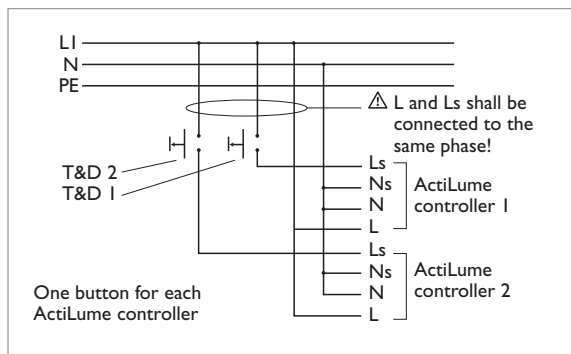 L1
N
PE
⚠ L and Ls shall be
connected to the
same phase!
T&D 2
T&D 1
Ls
Ns
N
L
ActiLume
controller 1
Ls
Ns
N
L
ActiLume
controller 2
One button for each
ActiLume controller